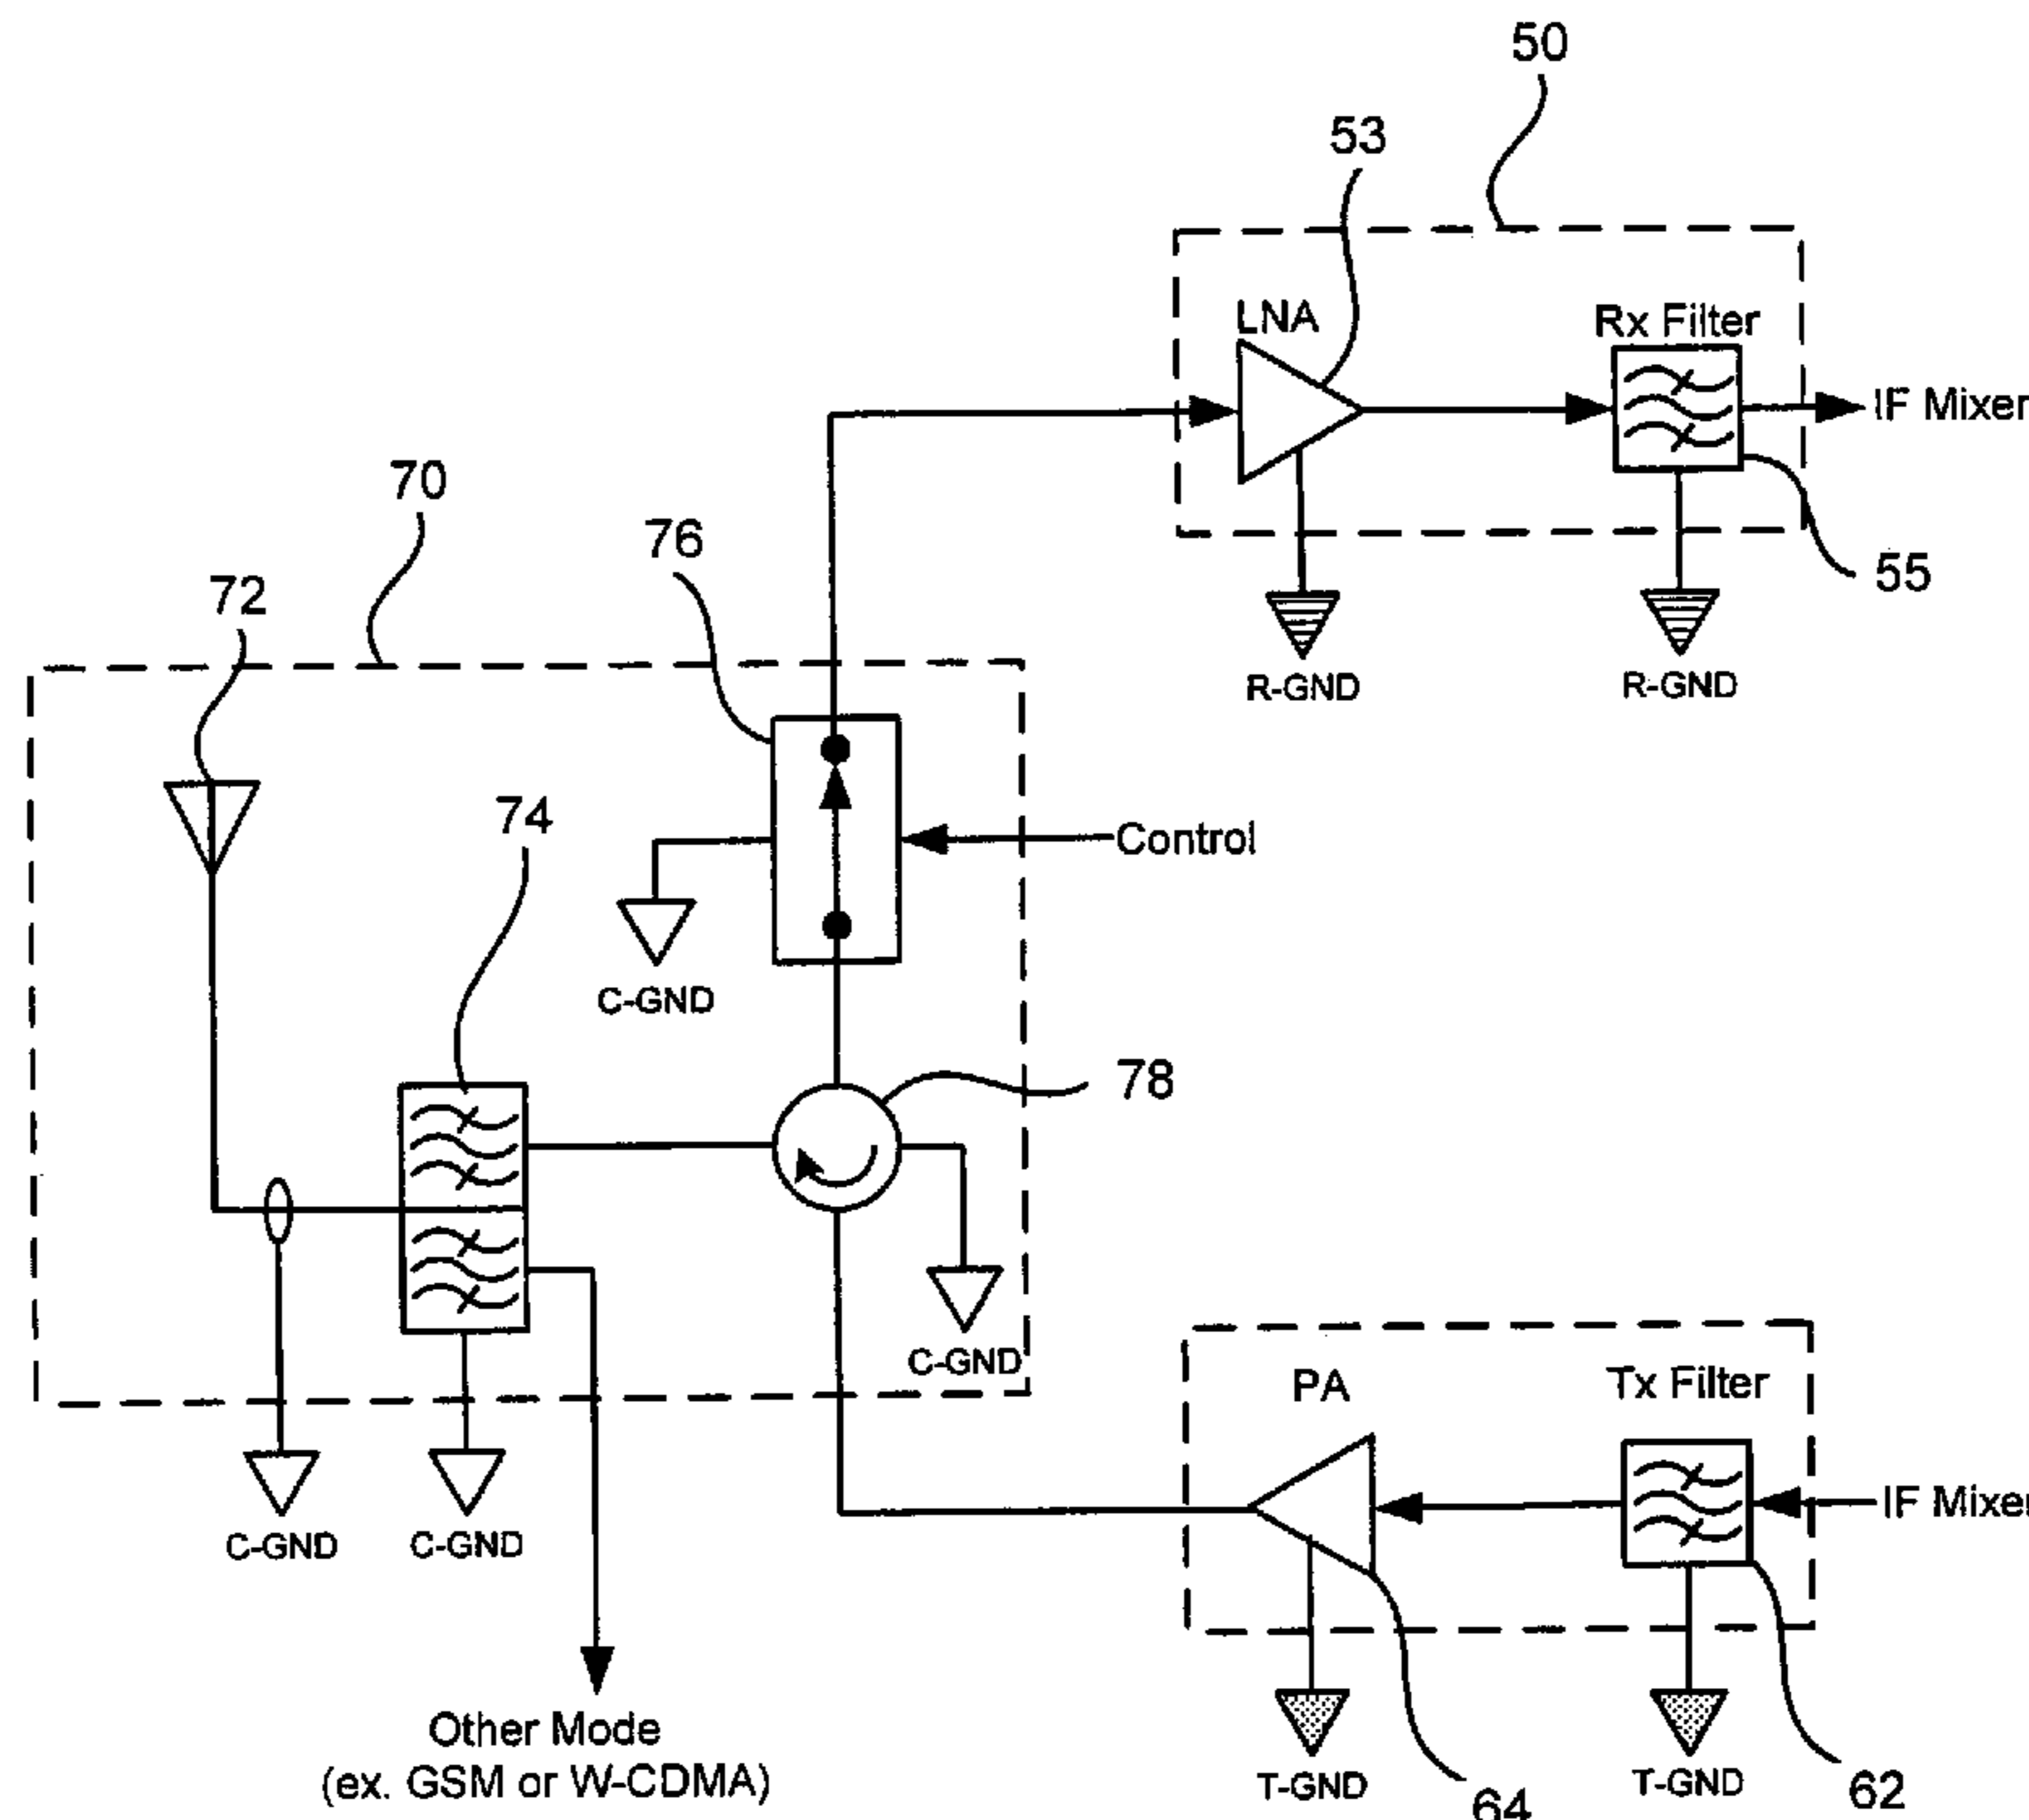 50
53
LNA
Rx Filter
IF Mixer
70
76
55
72
R-GND
R-GND
74
Control
C-GND
78
C-GND
PA
Tx Filter
IF Mixer
C-GND
C-GND
Other Mode
(ex. GSM or W-CDMA)
T-GND
T-GND
64
62